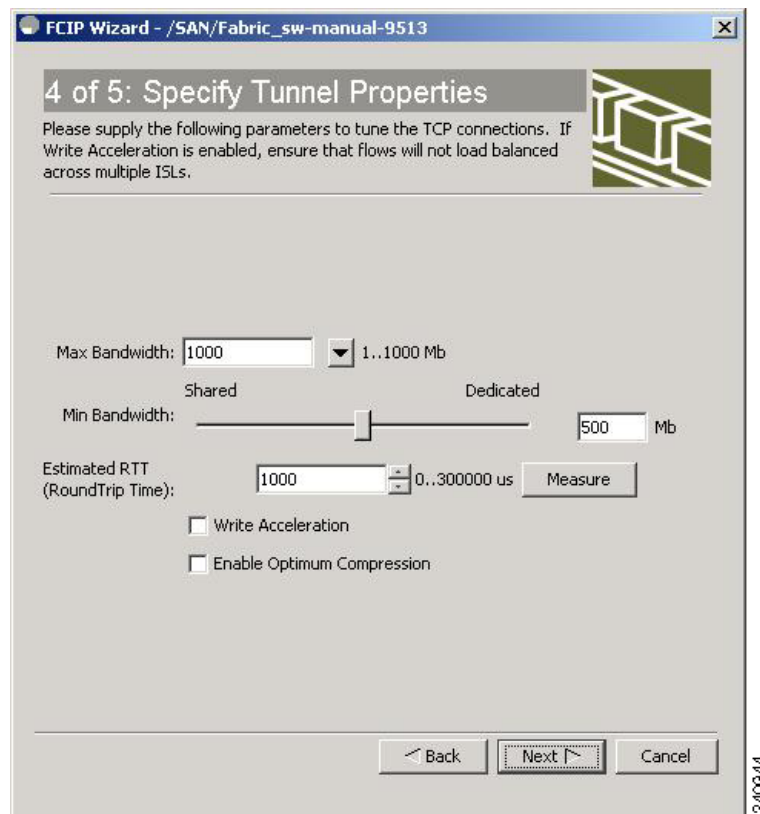 FCIP Wizard - /SAN/Fabric_sw-manual-9513
4 of 5: Specify Tunnel Properties
Please supply the following parameters to tune the TCP connections. If
Write Acceleration is enabled, ensure that flows will not load balanced
across multiple ISLs.
Max Bandwidth: 1000 1..1000 Mb
Shared Dedicated
Min Bandwidth: 500 Mb
Estimated RTT
(RoundTrip Time): 1000 0..300000 us Measure
Write Acceleration
Enable Optimum Compression
Back Next Cancel